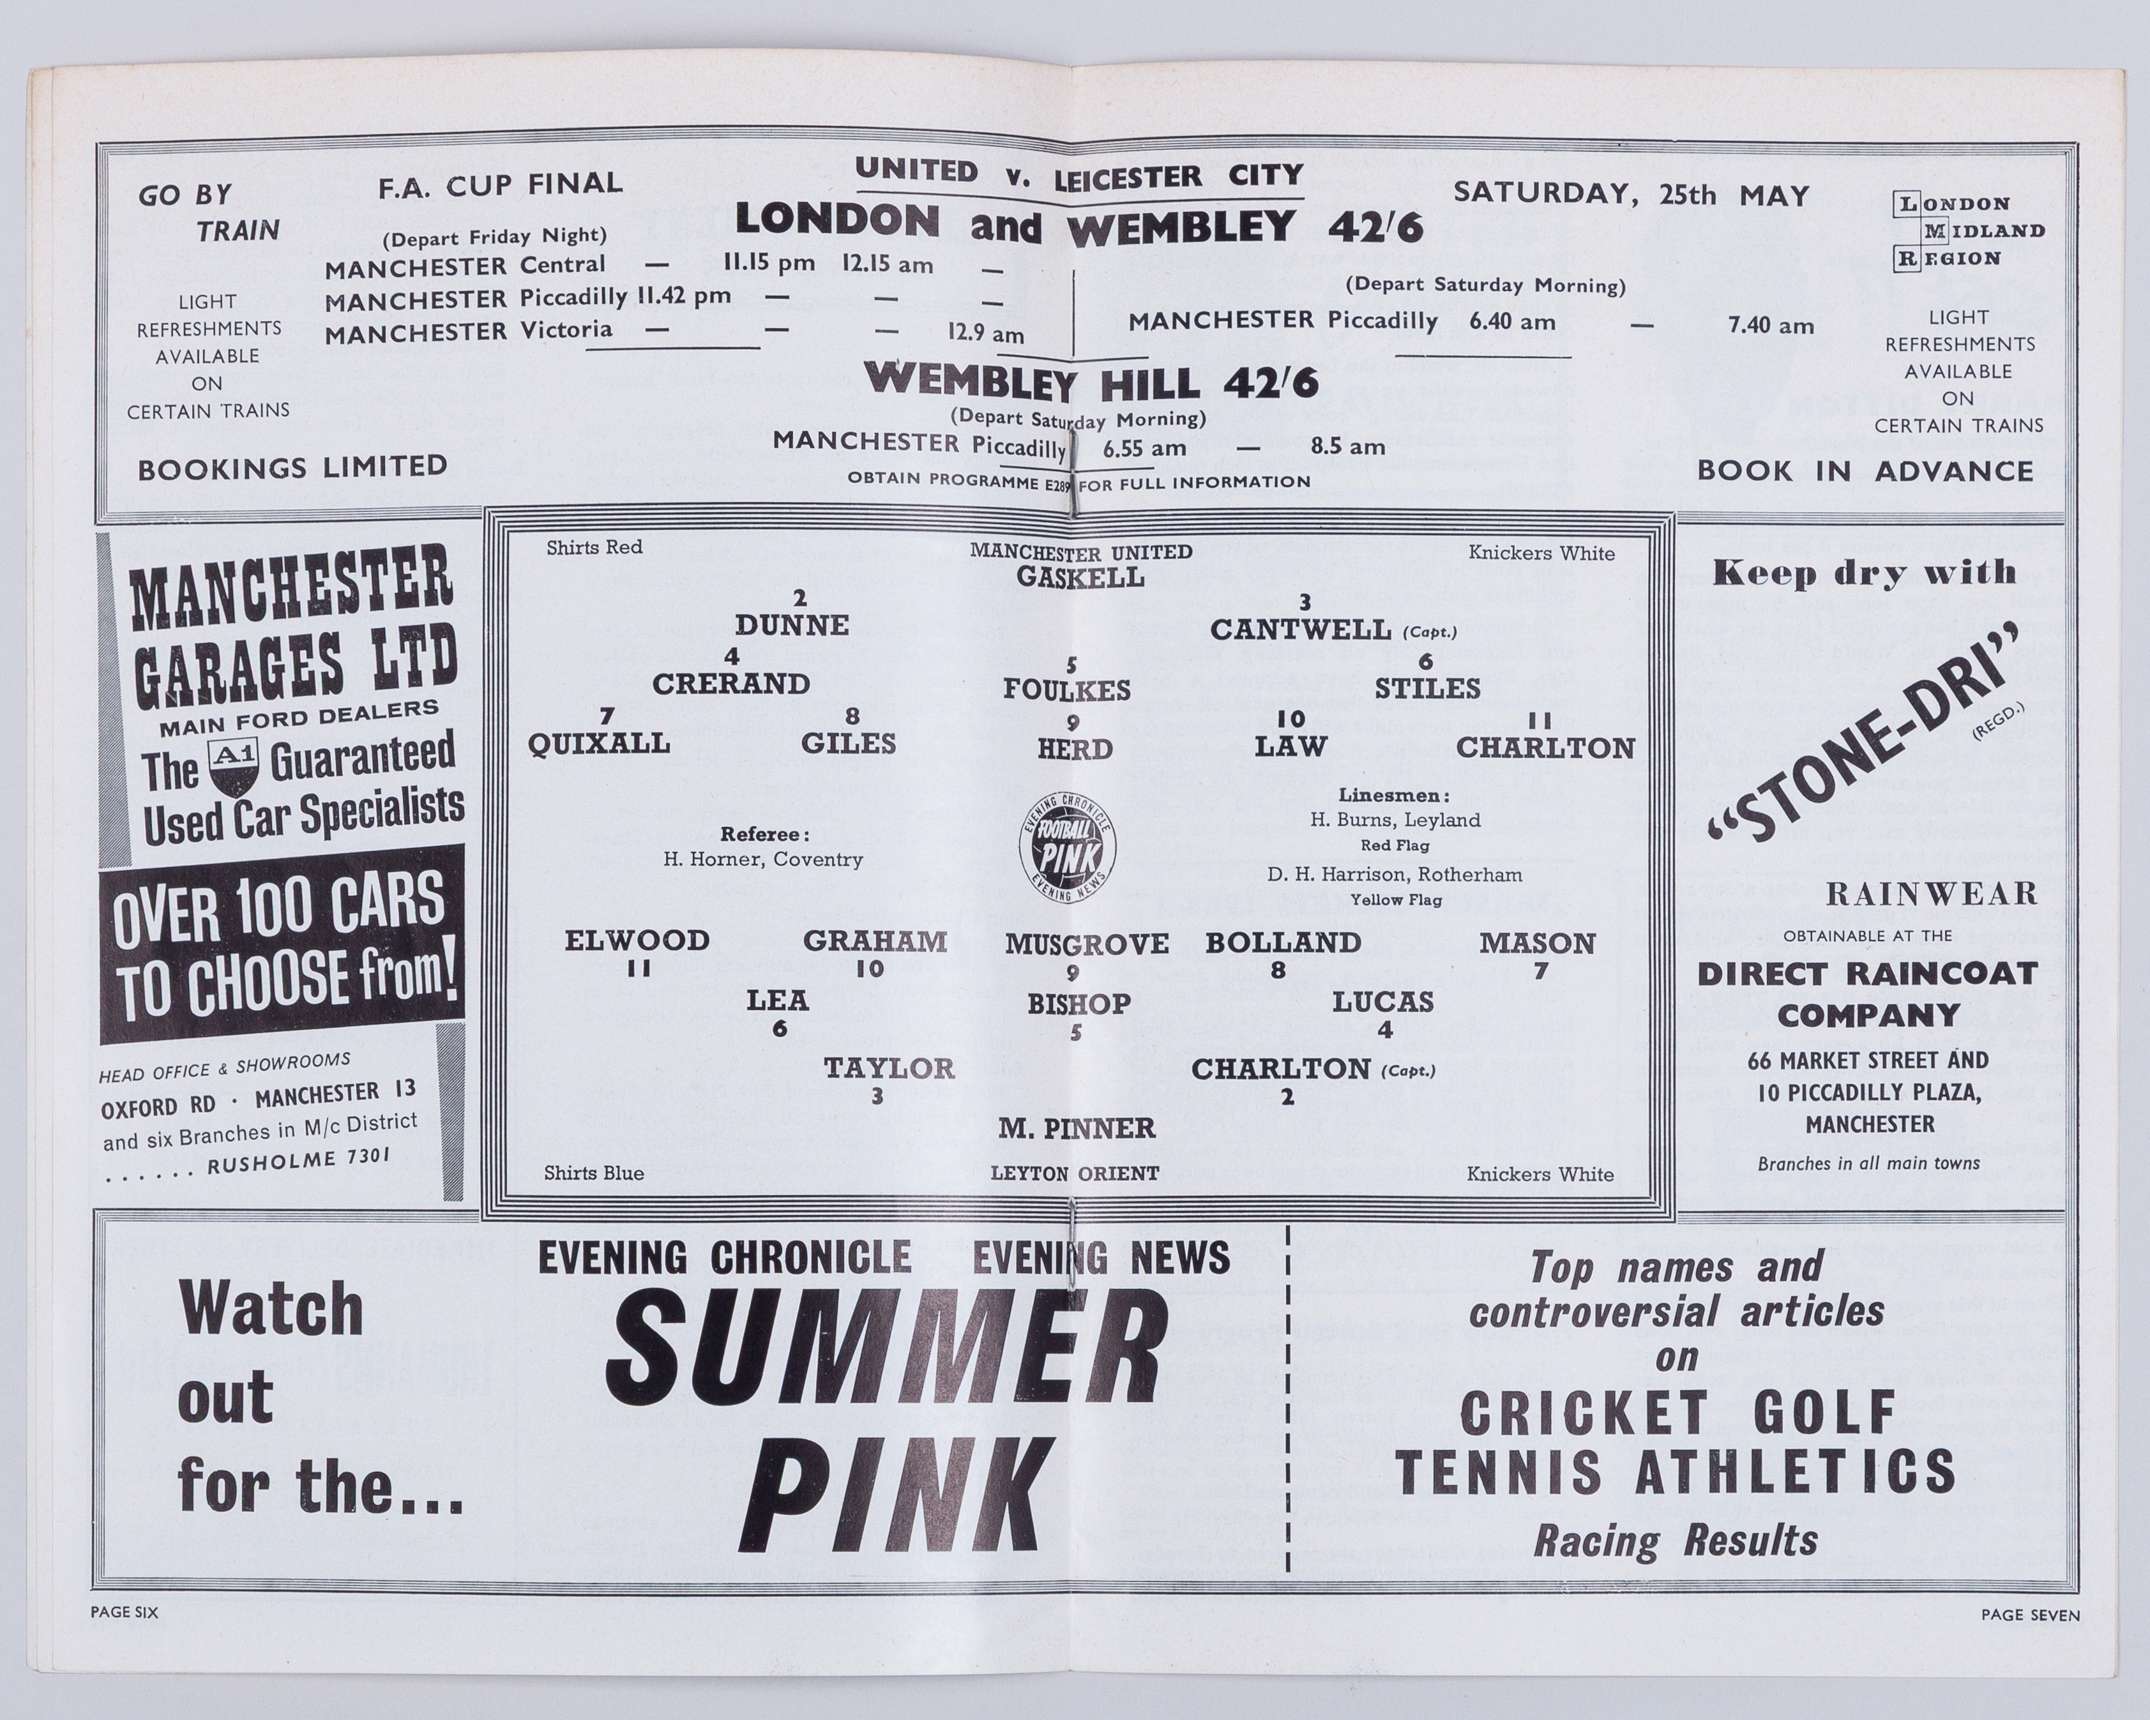 GO BY
TRAIN
F.A. CUP FINAL
UNITED v. LEICESTER CITY
SATURDAY, 25th MAY
LONDON
MIDLAND
REGION
LONDON and WEMBLEY 42'6
(Depart Friday Night)
MANCHESTER Central — 11.15 pm 12.15 am —
MANCHESTER Piccadilly 11.42 pm — — —
MANCHESTER Victoria — — — 12.9 am
(Depart Saturday Morning)
MANCHESTER Piccadilly 6.40 am — 7.40 am
LIGHT
REFRESHMENTS
AVAILABLE
ON
CERTAIN TRAINS
LIGHT
REFRESHMENTS
AVAILABLE
ON
CERTAIN TRAINS
WEMBLEY HILL 42'6
(Depart Saturday Morning)
MANCHESTER Piccadilly 6.55 am — 8.5 am
OBTAIN PROGRAMME E289 FOR FULL INFORMATION
BOOKINGS LIMITED
BOOK IN ADVANCE
MANCHESTER
GARAGES LTD
MAIN FORD DEALERS
The A1 Guaranteed
Used Car Specialists
OVER 100 CARS
TO CHOOSE from!
HEAD OFFICE & SHOWROOMS
OXFORD RD · MANCHESTER 13
and six Branches in M/c District
...... RUSHOLME 7301
Shirts Red
MANCHESTER UNITED
Knickers White
GASKELL
2 3
DUNNE CANTWELL (Capt.)
4 5 6
CRERAND FOULKES STILES
7 8 9 10 11
QUIXALL GILES HERD LAW CHARLTON
Referee:
H. Horner, Coventry
EVENING CHRONICLE
FOOTBALL
PINK
EVENING NEWS
Linesmen:
H. Burns, Leyland
Red Flag
D. H. Harrison, Rotherham
Yellow Flag
ELWOOD GRAHAM MUSGROVE BOLLAND MASON
11 10 9 8 7
LEA BISHOP LUCAS
6 5 4
TAYLOR CHARLTON (Capt.)
3 2
M. PINNER
Shirts Blue
LEYTON ORIENT
Knickers White
Keep dry with
"STONE-DRI"
(REGD.)
RAINWEAR
OBTAINABLE AT THE
DIRECT RAINCOAT
COMPANY
66 MARKET STREET AND
10 PICCADILLY PLAZA,
MANCHESTER
Branches in all main towns
Watch
out
for the...
EVENING CHRONICLE EVENING NEWS
SUMMER
PINK
Top names and
controversial articles
on
CRICKET GOLF
TENNIS ATHLETICS
Racing Results
PAGE SIX
PAGE SEVEN